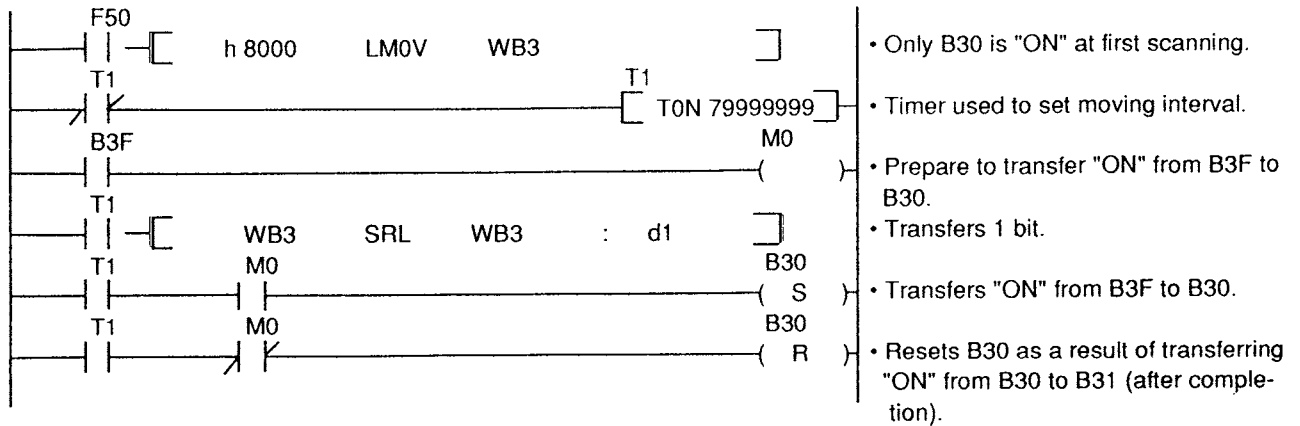 F50
h 8000 LM0V WB3
• Only B30 is "ON" at first scanning.
T1
T1
T0N 79999999
• Timer used to set moving interval.
B3F
M0
• Prepare to transfer "ON" from B3F to
B30.
T1
WB3 SRL WB3 : d1
• Transfers 1 bit.
T1 M0 B30
S
• Transfers "ON" from B3F to B30.
T1 M0 B30
R
• Resets B30 as a result of transferring
"ON" from B30 to B31 (after comple-
tion).